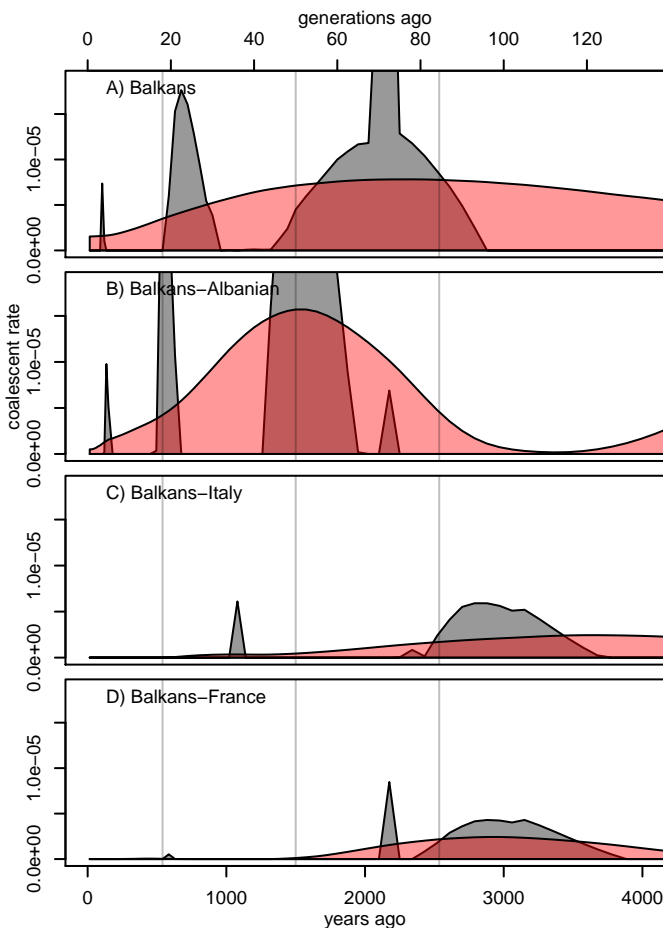 generations ago
0 20 40 60 80 100 120
A) Balkans
0.0e+00 1.0e−05
B) Balkans−Albanian
0.0e+00 1.0e−05
coalescent rate
C) Balkans−Italy
0.0e+00 1.0e−05
D) Balkans−France
0.0e+00 1.0e−05
0 1000 2000 3000 4000
years ago